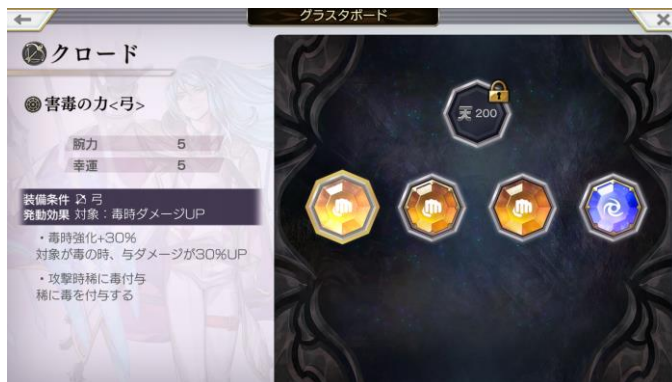 グラスタボード
クロード
害毒の力<弓>
腕力 5
幸運 5
装備条件 弓
発動効果 対象：毒時ダメージUP
・毒時強化+30%
対象が毒の時、与ダメージが30%UP
・攻撃時稀に毒付与
稀に毒を付与する
天 200